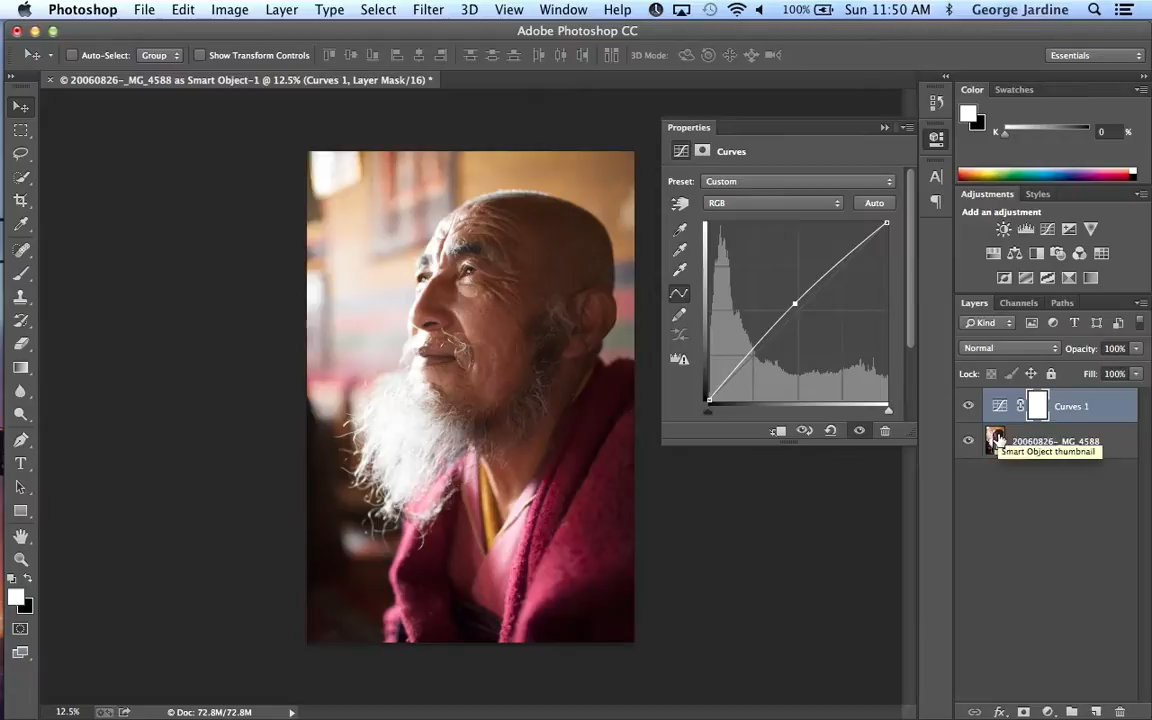 Photoshop File Edit Image Layer Type Select Filter 3D View Window Help 100% Sun 11:50 AM George Jardine
Adobe Photoshop CC
Auto-Select: Group Show Transform Controls 3D Mode: Essentials
× © 20060826-_MG_4588 as Smart Object-1 @ 12.5% (Curves 1, Layer Mask/16) *
Color Swatches
K 0 %
Properties
Curves
Preset: Custom
RGB Auto
Adjustments Styles
Add an adjustment
Layers Channels Paths
Kind
Normal Opacity: 100%
Lock: Fill: 100%
Curves 1
20060826-_MG_4588
Smart Object thumbnail
12.5% Doc: 72.8M/72.8M